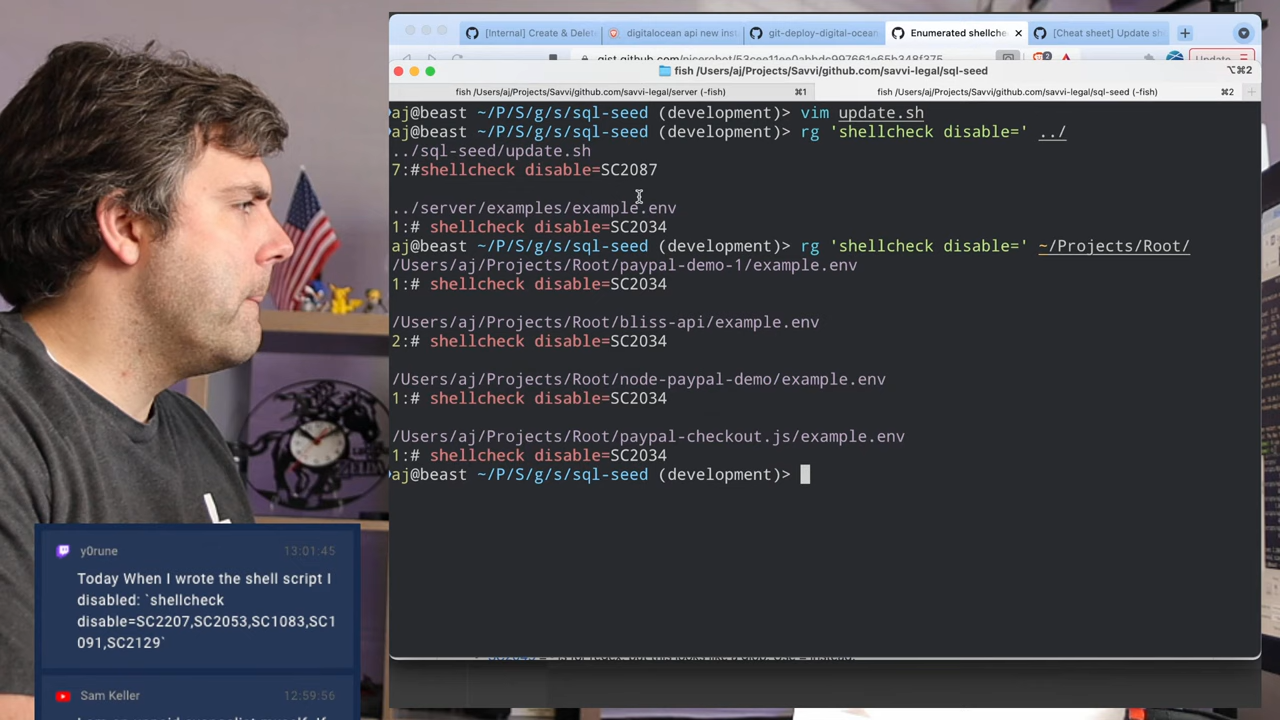 [Internal] Create & Delet
digitalocean api new inst
git-deploy-digital-ocean
Enumerated shellche
[Cheat sheet] Update sh
fish /Users/aj/Projects/Savvi/github.com/savvi-legal/sql-seed
⌥⌘2
fish /Users/aj/Projects/Savvi/github.com/savvi-legal/server (-fish)
⌘1
fish /Users/aj/Projects/Savvi/github.com/savvi-legal/sql-seed (-fish)
⌘2
aj@beast ~/P/S/g/s/sql-seed (development)> vim update.sh
aj@beast ~/P/S/g/s/sql-seed (development)> rg 'shellcheck disable=' ../
../sql-seed/update.sh
7:#shellcheck disable=SC2087
../server/examples/example.env
1:# shellcheck disable=SC2034
aj@beast ~/P/S/g/s/sql-seed (development)> rg 'shellcheck disable=' ~/Projects/Root/
/Users/aj/Projects/Root/paypal-demo-1/example.env
1:# shellcheck disable=SC2034
/Users/aj/Projects/Root/bliss-api/example.env
2:# shellcheck disable=SC2034
/Users/aj/Projects/Root/node-paypal-demo/example.env
1:# shellcheck disable=SC2034
/Users/aj/Projects/Root/paypal-checkout.js/example.env
1:# shellcheck disable=SC2034
aj@beast ~/P/S/g/s/sql-seed (development)>
y0rune 13:01:45
Today When I wrote the shell script I
disabled: `shellcheck
disable=SC2207,SC2053,SC1083,SC1
091,SC2129`
Sam Keller 12:59:56